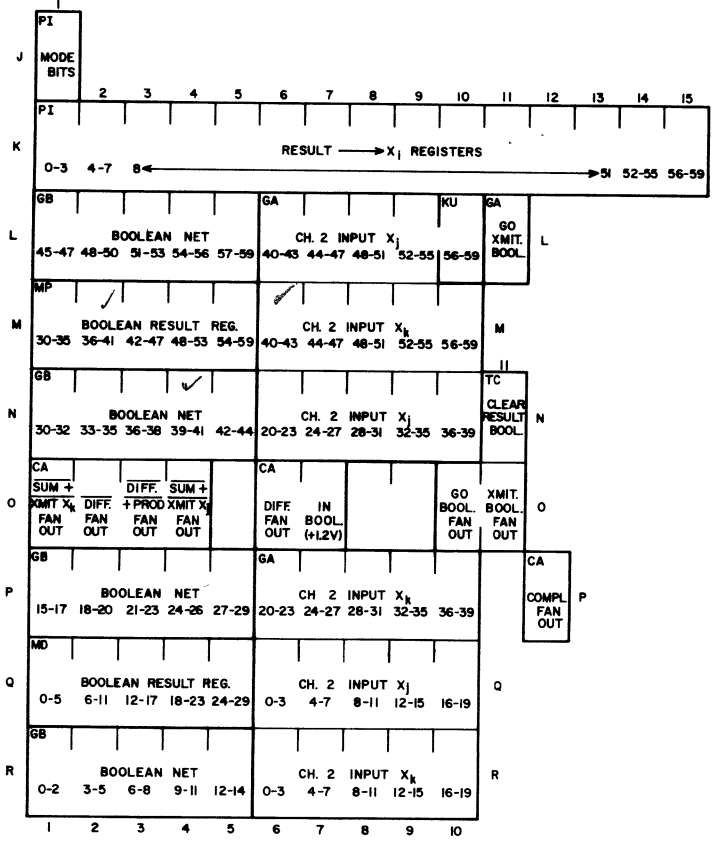 PI
J
MODE
BITS
2 3 4 5 6 7 8 9 10 11 12 13 14 15
PI
K
RESULT ⟶ Xi REGISTERS
0-3 4-7 8 ⟵⟶ 51 52-55 56-59
GB GA KU GA
L BOOLEAN NET CH. 2 INPUT Xj GO XMIT. BOOL. L
45-47 48-50 51-53 54-56 57-59 40-43 44-47 48-51 52-55 56-59
MP
M BOOLEAN RESULT REG. CH. 2 INPUT Xk M
30-35 36-41 42-47 48-53 54-59 40-43 44-47 48-51 52-55 56-59
11
GB TC
N BOOLEAN NET CH. 2 INPUT Xj CLEAR RESULT BOOL. N
30-32 33-35 36-38 39-41 42-44 20-23 24-27 28-31 32-35 36-39
CA CA
SUM + DIFF. SUM +
O XMIT Xk DIFF. + PROD XMIT Xj DIFF. IN GO XMIT. O
FAN FAN FAN FAN FAN BOOL. BOOL. BOOL.
OUT OUT OUT OUT OUT (+1.2V) FAN FAN
OUT OUT
GB GA CA
P BOOLEAN NET CH 2 INPUT Xk COMPL FAN OUT P
15-17 18-20 21-23 24-26 27-29 20-23 24-27 28-31 32-35 36-39
MD
Q BOOLEAN RESULT REG. CH. 2 INPUT Xj Q
0-5 6-11 12-17 18-23 24-29 0-3 4-7 8-11 12-15 16-19
GB
R BOOLEAN NET CH. 2 INPUT Xk R
0-2 3-5 6-8 9-11 12-14 0-3 4-7 8-11 12-15 16-19
1 2 3 4 5 6 7 8 9 10